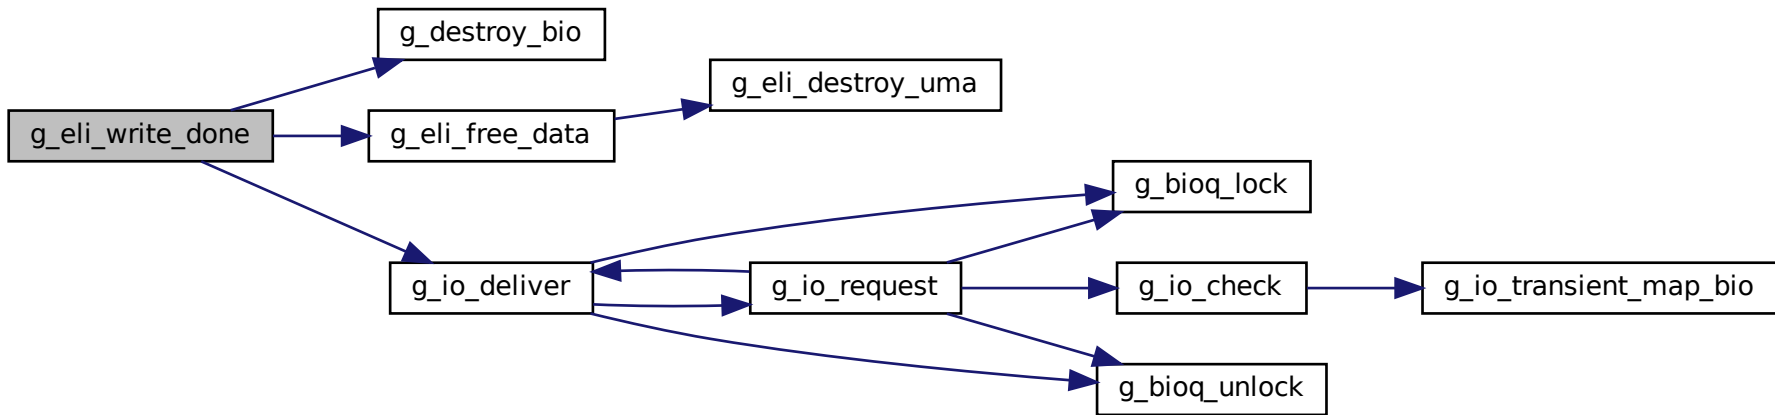 g_destroy_bio
g_eli_destroy_uma
g_eli_write_done
g_eli_free_data
g_bioq_lock
g_io_deliver
g_io_request
g_io_check
g_io_transient_map_bio
g_bioq_unlock